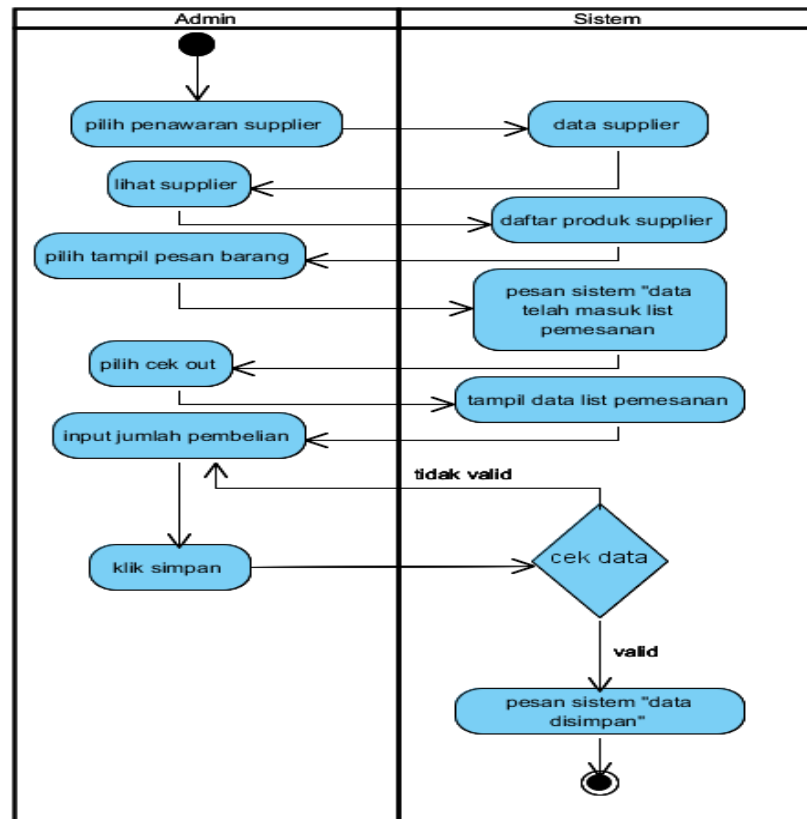 Admin
Sistem
pilih penawaran supplier
data supplier
lihat supplier
daftar produk supplier
pilih tampil pesan barang
pesan sistem "data
telah masuk list
pemesanan
pilih cek out
tampil data list pemesanan
input jumlah pembelian
tidak valid
cek data
klik simpan
valid
pesan sistem "data
disimpan"